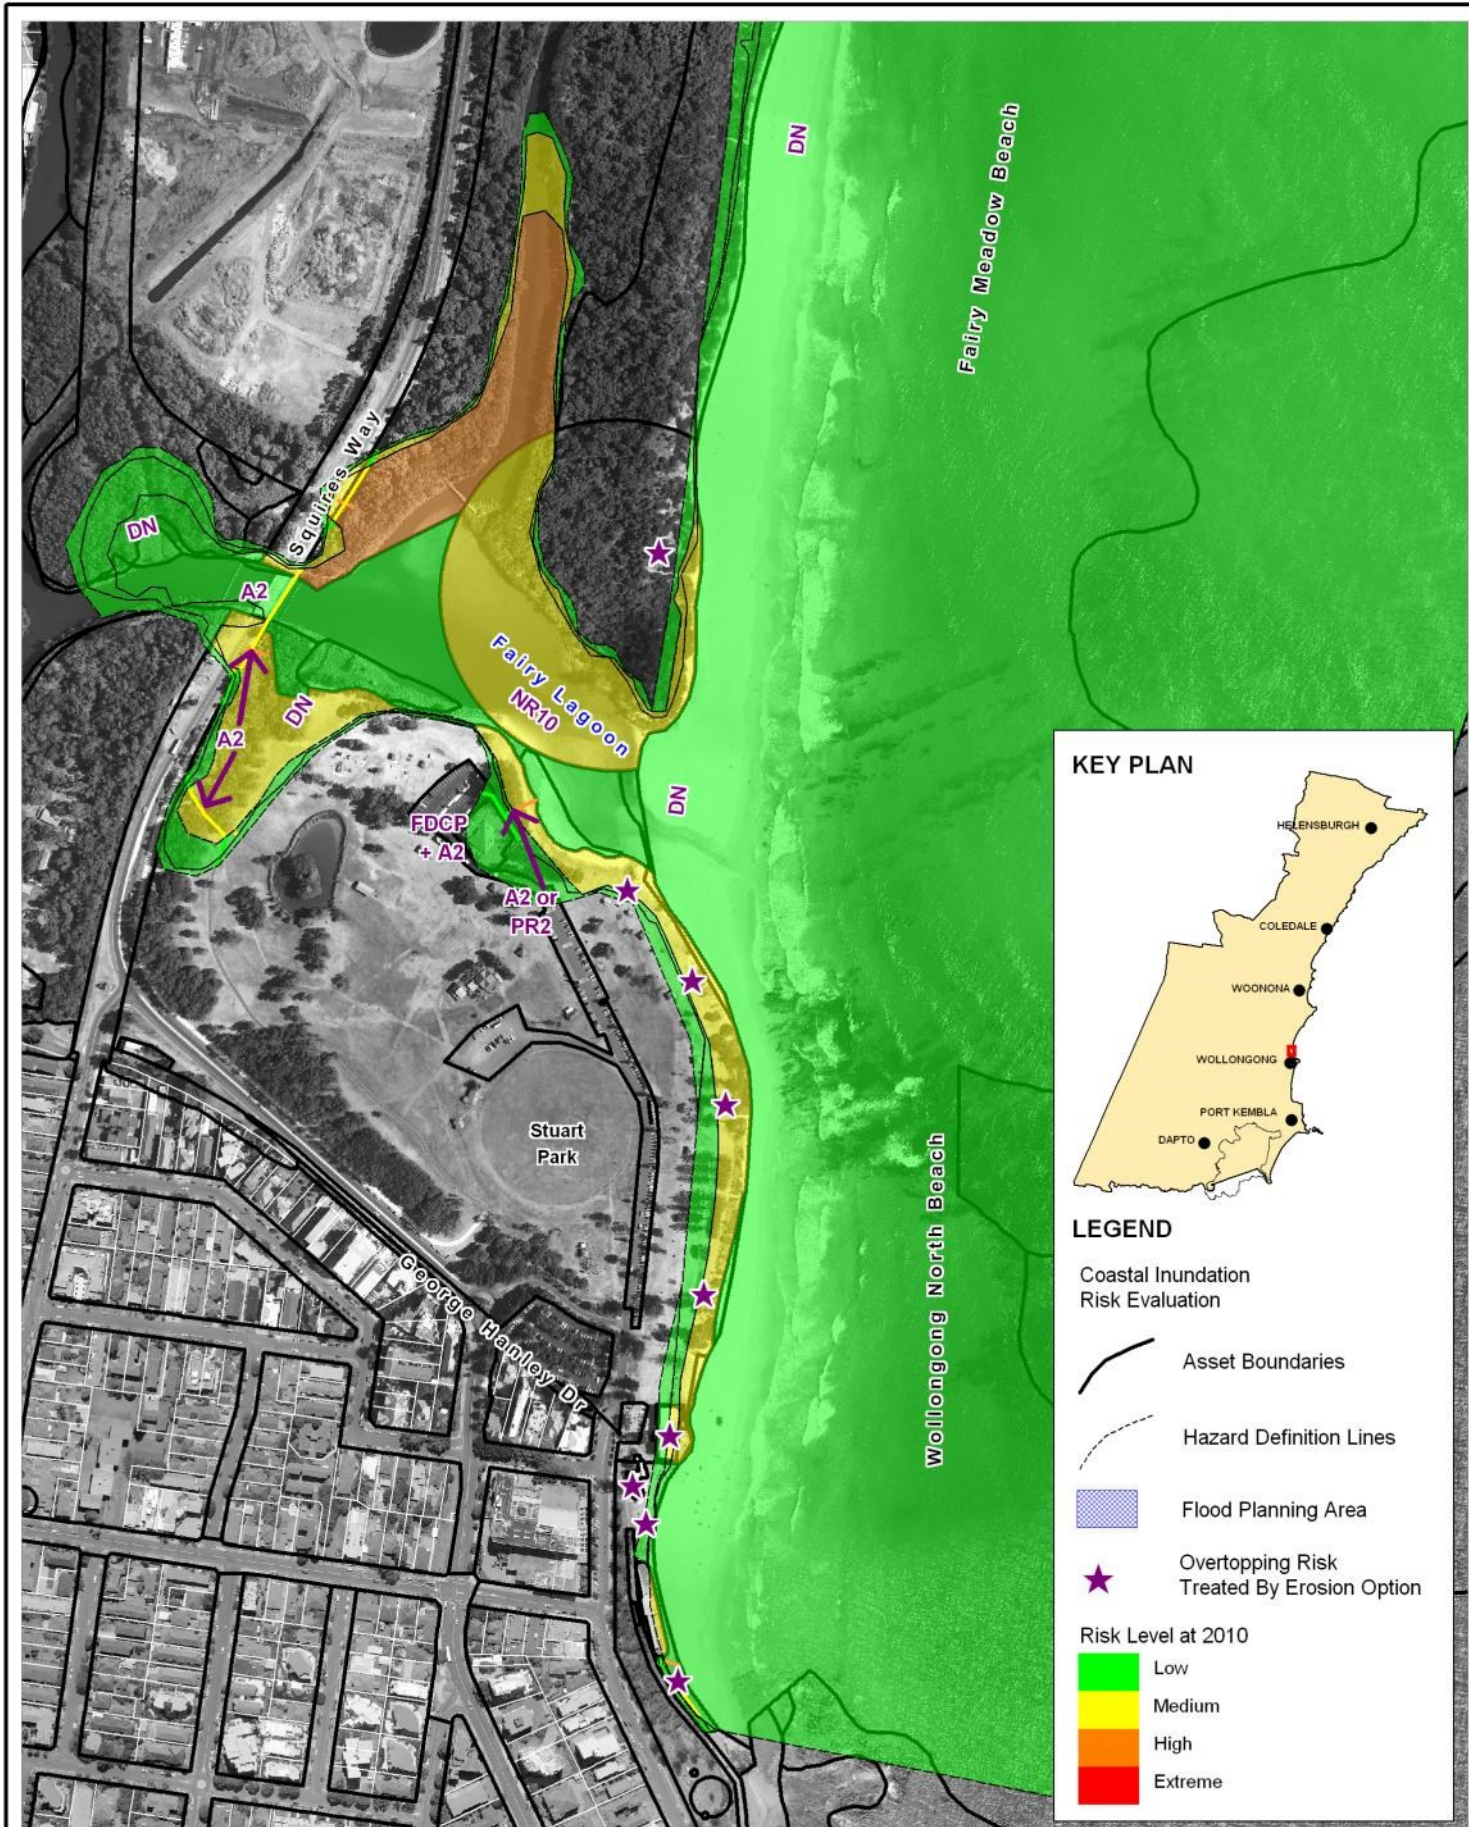 DN
Fairy Meadow Beach
Squires Way
DN
A2
Fairy Lagoon
NR10
DN
A2
DN
FDCP
+ A2
A2 or
PR2
Stuart
Park
George Hanley Dr
Wollongong North Beach
KEY PLAN
HELENSBURGH
COLEDALE
WOONONA
WOLLONGONG
PORT KEMBLA
DAPTO
LEGEND
Coastal Inundation
Risk Evaluation
Asset Boundaries
Hazard Definition Lines
Flood Planning Area
Overtopping Risk
Treated By Erosion Option
Risk Level at 2010
Low
Medium
High
Extreme